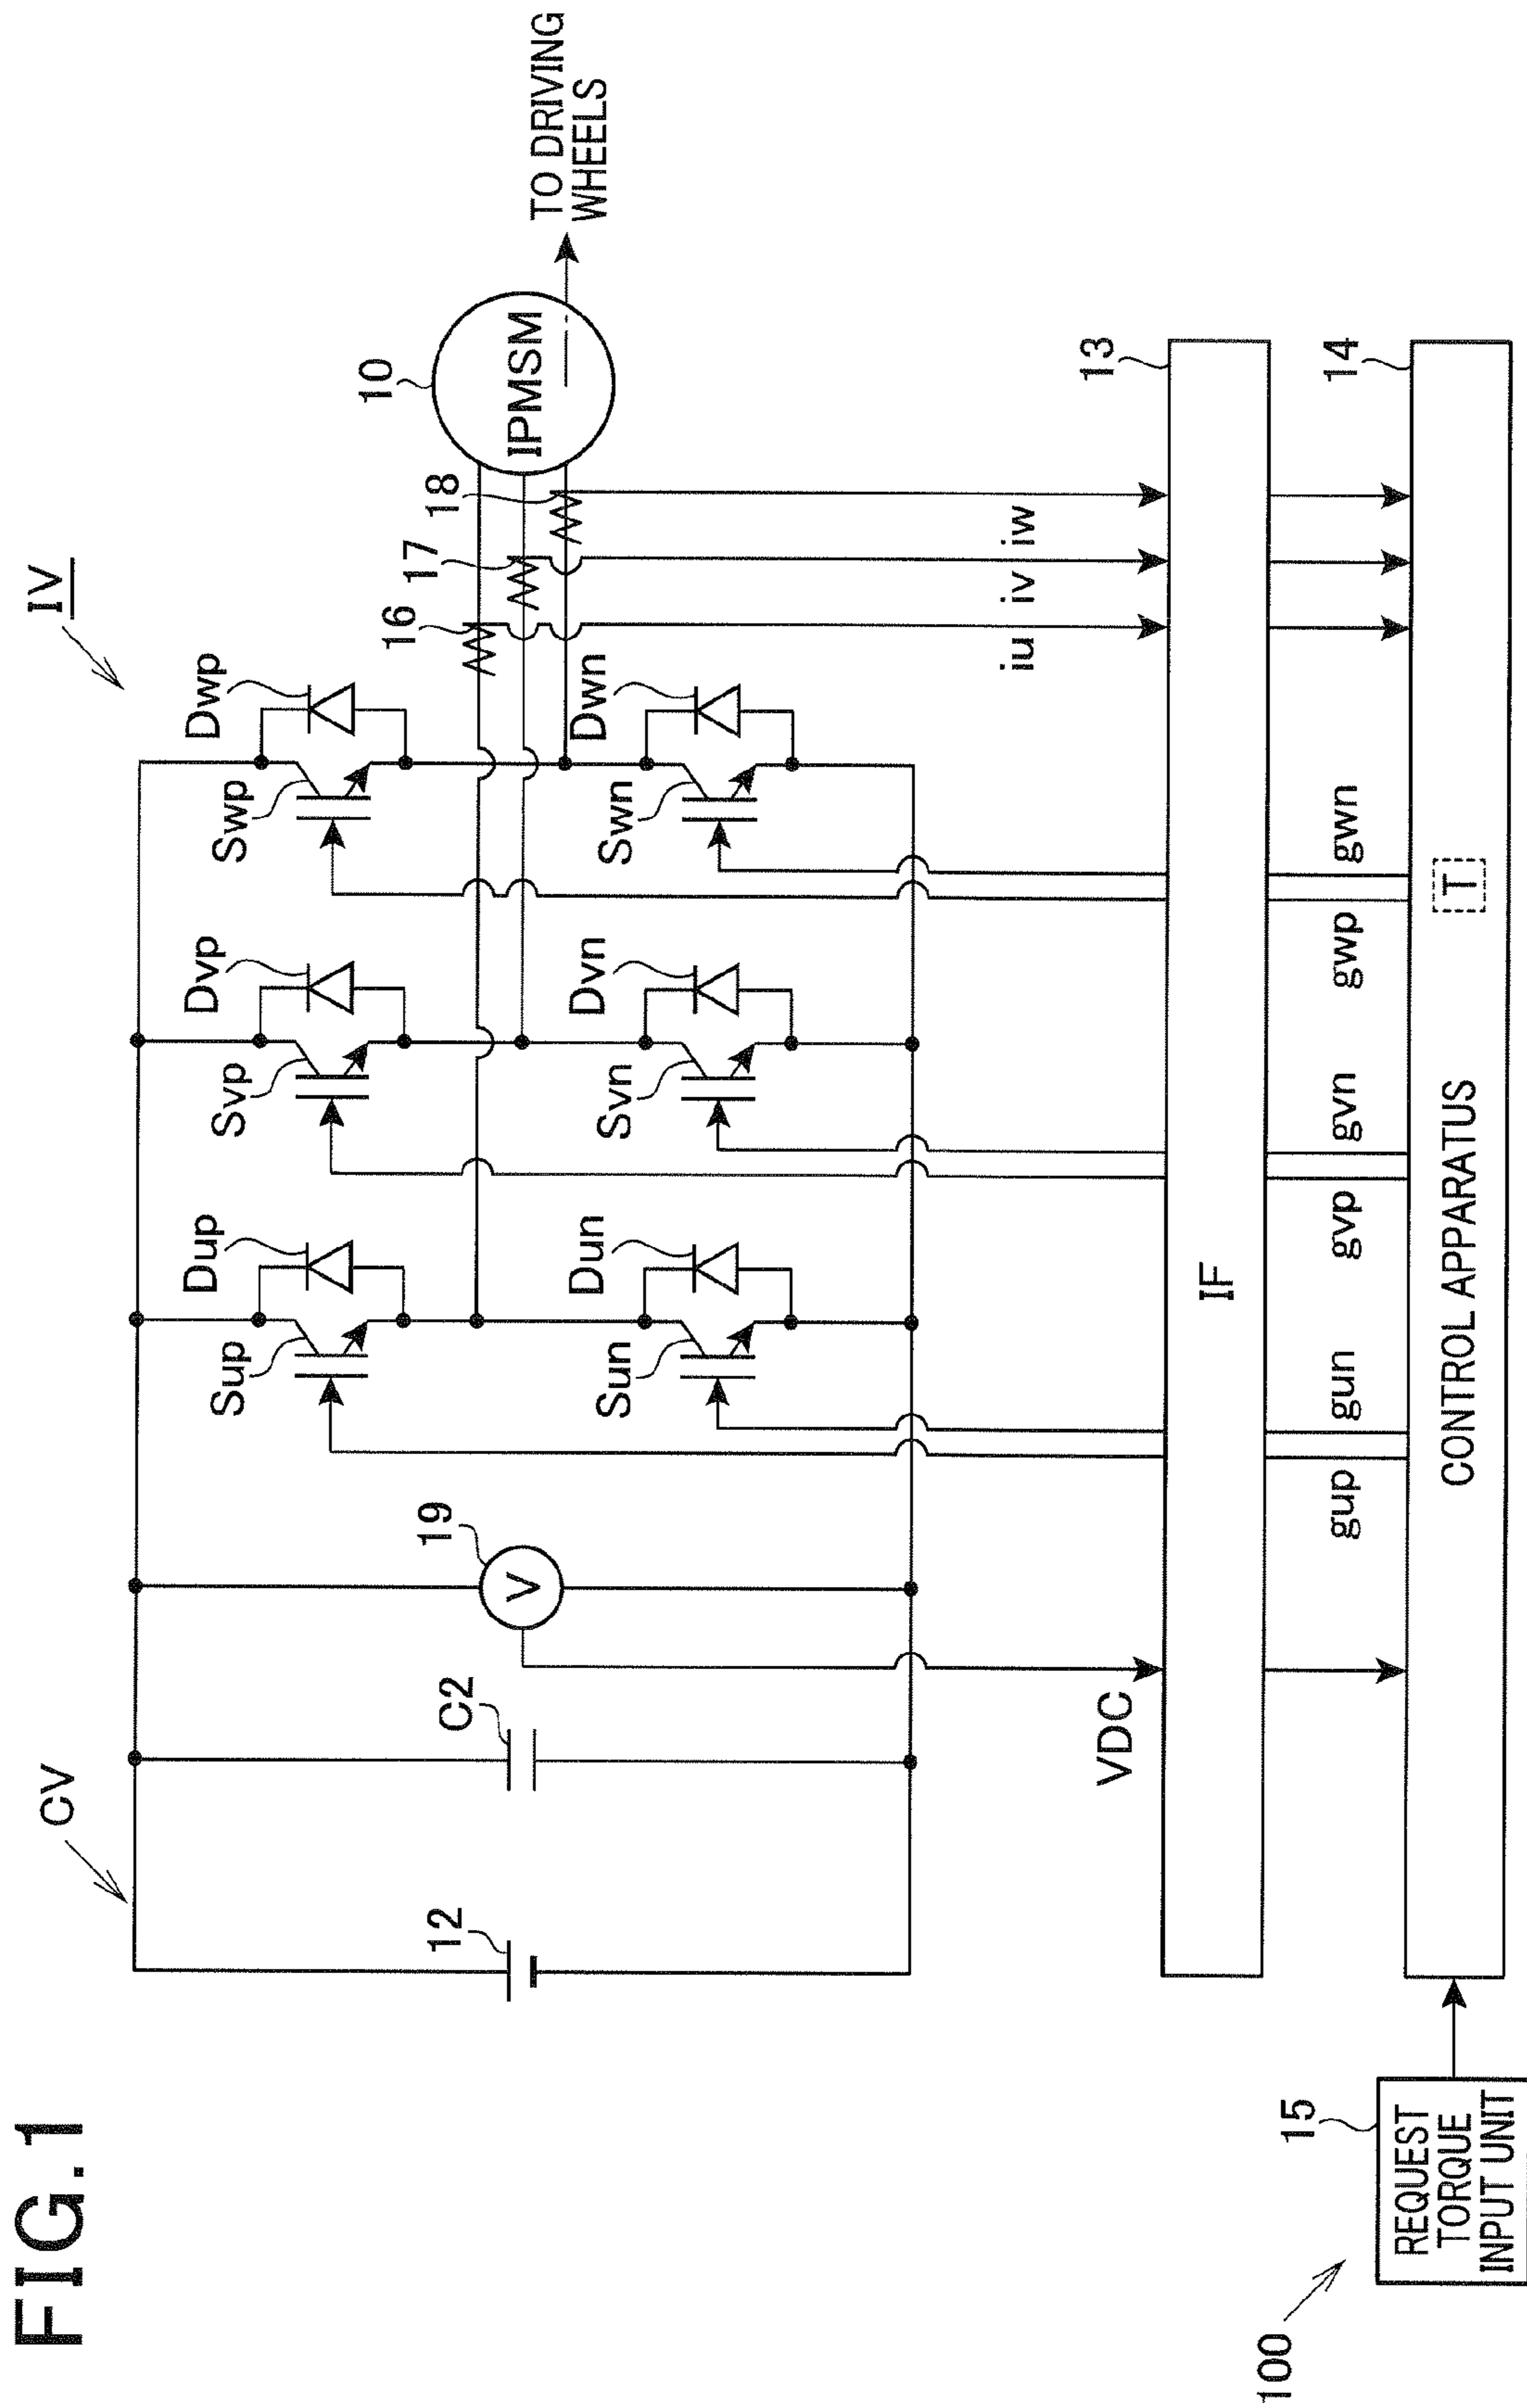 FIG.1
CV
IV
12
C2
19
V
Sup
Dup
Svp
Dvp
Swp
Dwp
Sun
Dun
Svn
Dvn
Swn
Dwn
16
17
18
10
IPMSM
TO DRIVING
WHEELS
VDC
iu
iv
iw
IF
13
gup
gun
gvp
gvn
gwp
gwn
14
CONTROL APPARATUS
T
100
15
REQUEST
TORQUE
INPUT UNIT